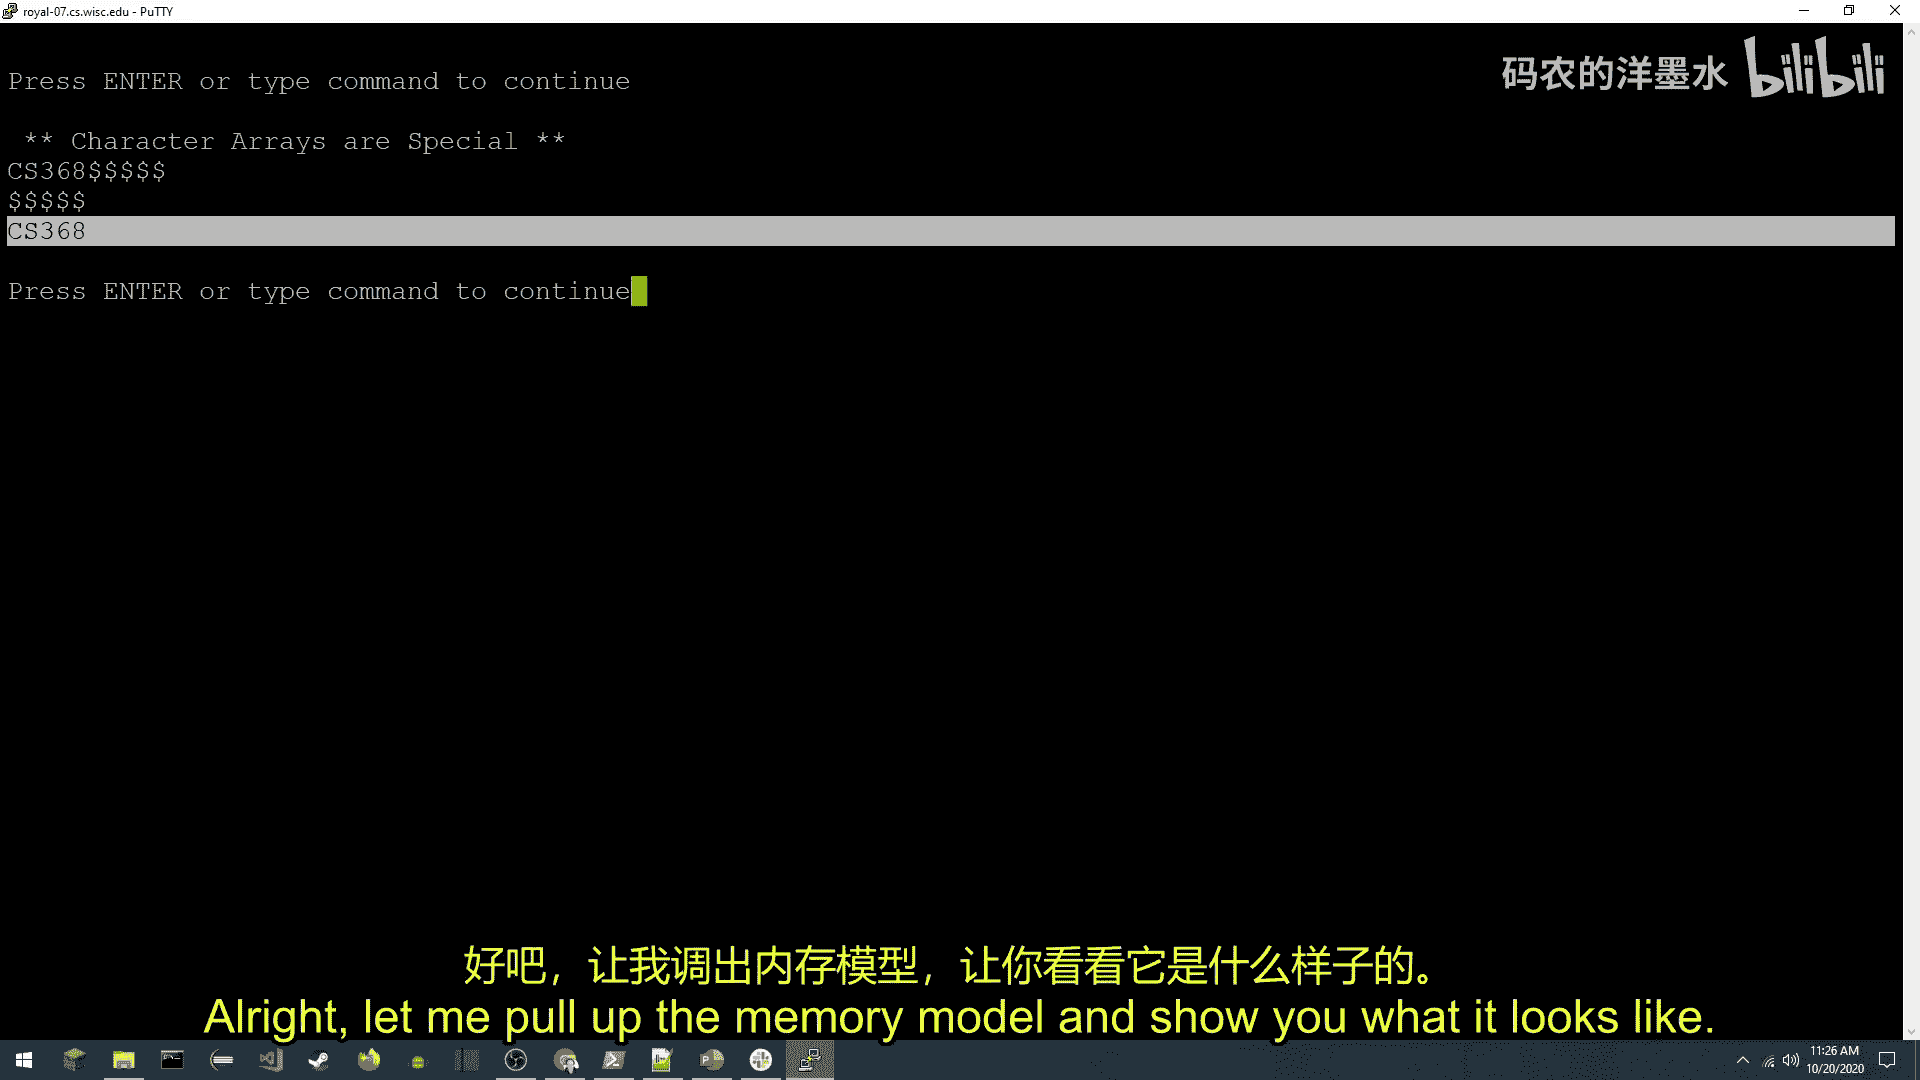 royal-07.cs.wisc.edu - PuTTY
码农的洋墨水 bilibili
Press ENTER or type command to continue
** Character Arrays are Special **
CS368$$$$$
$$$$$
CS368
Press ENTER or type command to continue
好吧，让我调出内存模型，让你看看它是什么样子的。
Alright, let me pull up the memory model and show you what it looks like.
11:26 AM
10/20/2020